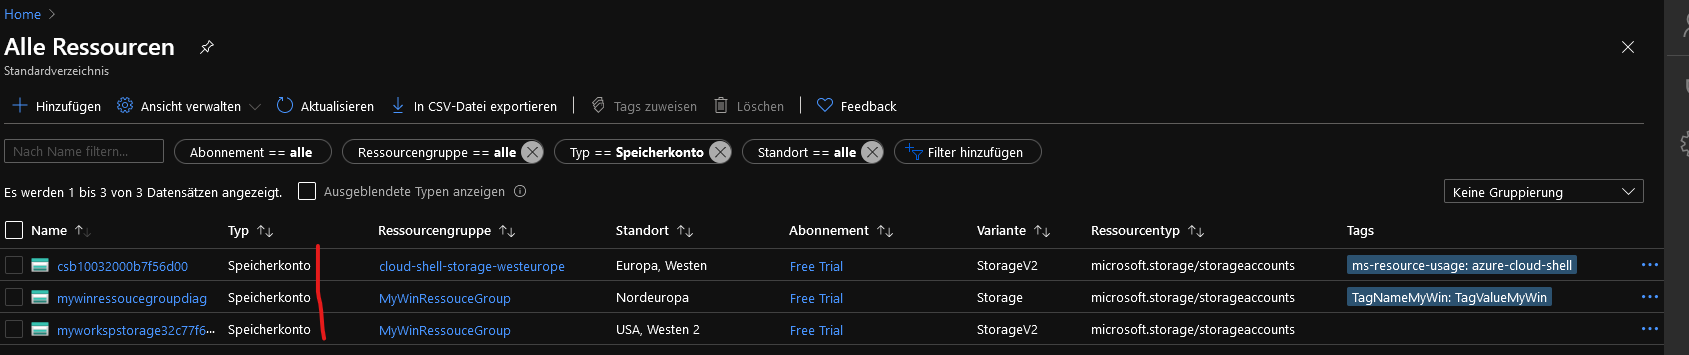 Home
Alle Ressourcen
Standardverzeichnis
Hinzufügen Ansicht verwalten Aktualisieren In CSV-Datei exportieren Tags zuweisen Löschen Feedback
Nach Name filtern... Abonnement == alle Ressourcengruppe == alle Typ == Speicherkonto Standort == alle Filter hinzufügen
Es werden 1 bis 3 von 3 Datensätzen angezeigt. Ausgeblendete Typen anzeigen Keine Gruppierung
Name Typ Ressourcengruppe Standort Abonnement Variante Ressourcentyp Tags
csb10032000b7f56d00 Speicherkonto cloud-shell-storage-westeurope Europa, Westen Free Trial StorageV2 microsoft.storage/storageaccounts ms-resource-usage: azure-cloud-shell
mywinressoucegroupdiag Speicherkonto MyWinRessouceGroup Nordeuropa Free Trial Storage microsoft.storage/storageaccounts TagNameMyWin: TagValueMyWin
myworkspstorage32c77f6... Speicherkonto MyWinRessouceGroup USA, Westen 2 Free Trial StorageV2 microsoft.storage/storageaccounts